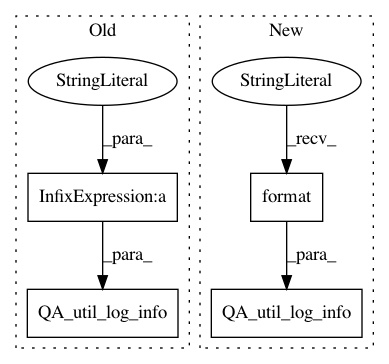 Old
New
StringLiteral
StringLiteral
_para_
_recv_
InfixExpression:a
format
_para_
_para_
QA_util_log_info
QA_util_log_info